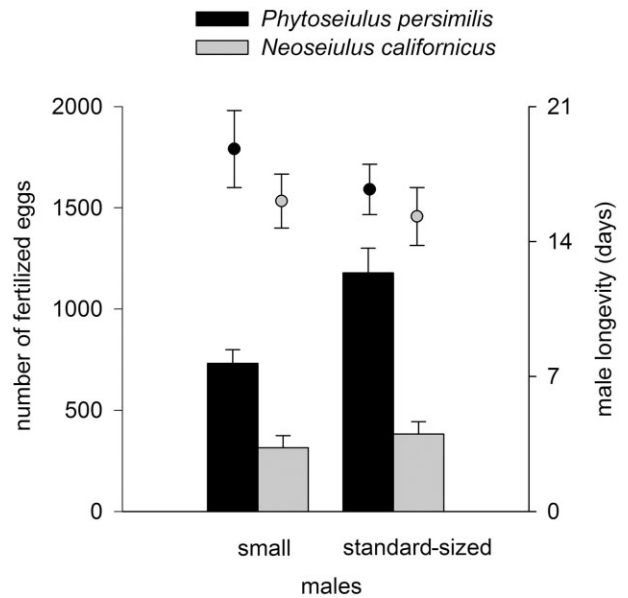 Phytoseiulus persimilis
Neoseiulus californicus
number of fertilized eggs
2000
1500
1000
500
0
21
14
7
0
male longevity (days)
small
standard-sized
males